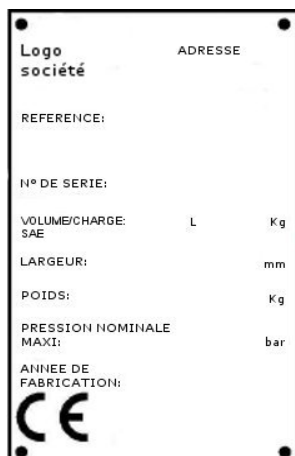 Logo ADRESSE
société
REFERENCE:
N° DE SERIE:
VOLUME/CHARGE: L Kg
SAE
LARGEUR: mm
POIDS: Kg
PRESSION NOMINALE
MAXI: bar
ANNEE DE
FABRICATION:
CE